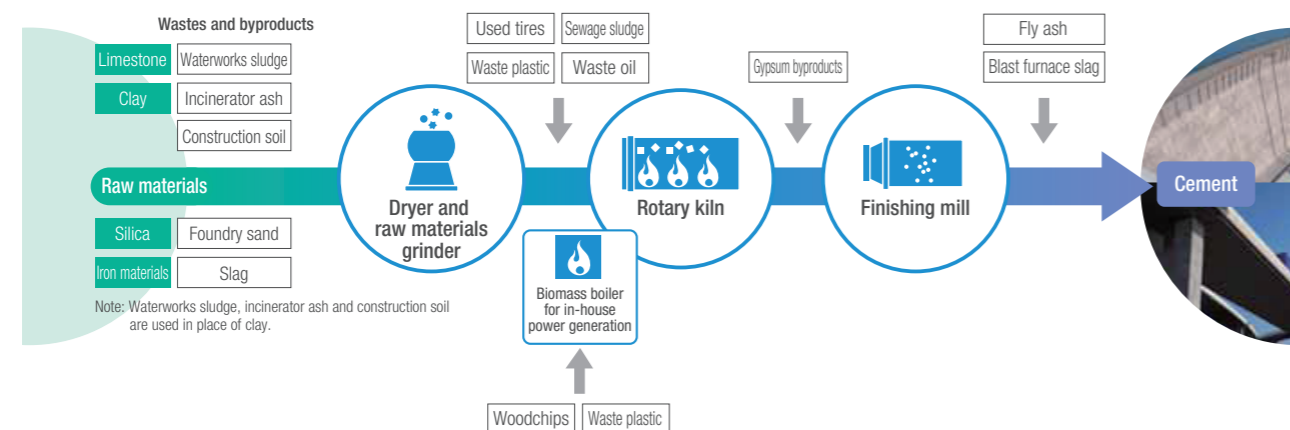 Wastes and byproducts
Limestone
Waterworks sludge
Clay
Incinerator ash
Construction soil
Raw materials
Silica
Foundry sand
Iron materials
Slag
Note: Waterworks sludge, incinerator ash and construction soil
are used in place of clay.
Dryer and
raw materials
grinder
Used tires
Sewage sludge
Waste plastic
Waste oil
Rotary kiln
Biomass boiler
for in-house
power generation
Woodchips
Waste plastic
Gypsum byproducts
Finishing mill
Fly ash
Blast furnace slag
Cement